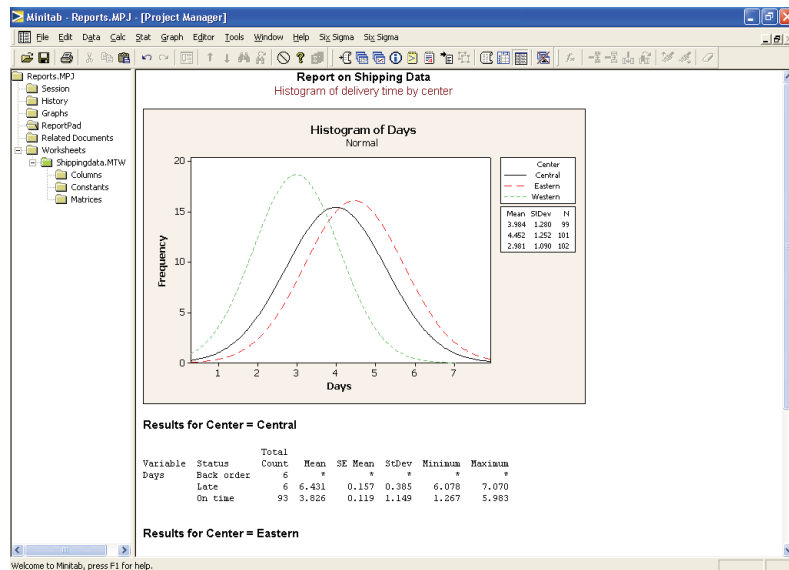 Minitab - Reports.MPJ - [Project Manager]
File Edit Data Calc Stat Graph Editor Tools Window Help Six Sigma Six Sigma
Reports.MPJ
Session
History
Graphs
ReportPad
Related Documents
Worksheets
Shippingdata.MTW
Columns
Constants
Matrices
Report on Shipping Data
Histogram of delivery time by center
Histogram of Days
Normal
Frequency
20
15
10
5
0
1 2 3 4 5 6 7
Days
Center
Central
Eastern
Western
Mean StDev N
3.984 1.280 99
4.452 1.252 101
2.981 1.090 102
Results for Center = Central
Total
Variable Status Count Mean SE Mean StDev Minimum Maximum
Days Back order 6 * * * * *
Late 6 6.431 0.157 0.385 6.078 7.070
On time 93 3.826 0.119 1.149 1.267 5.983
Results for Center = Eastern
Welcome to Minitab, press F1 for help.